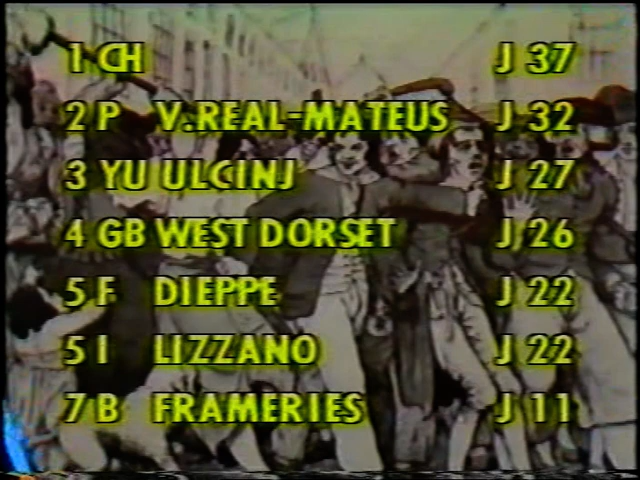 1 CH J 37
2 P V.REAL-MATEUS J 32
3 YU ULCINJ J 27
4 GB WEST DORSET J 26
5 F DIEPPE J 22
5 I LIZZANO J 22
7 B FRAMERIES J 11